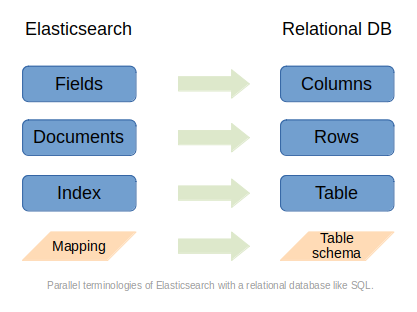 Elasticsearch Relational DB
Fields Columns
Documents Rows
Index Table
Mapping Table
schema
Parallel terminologies of Elasticsearch with a relational database like SQL.